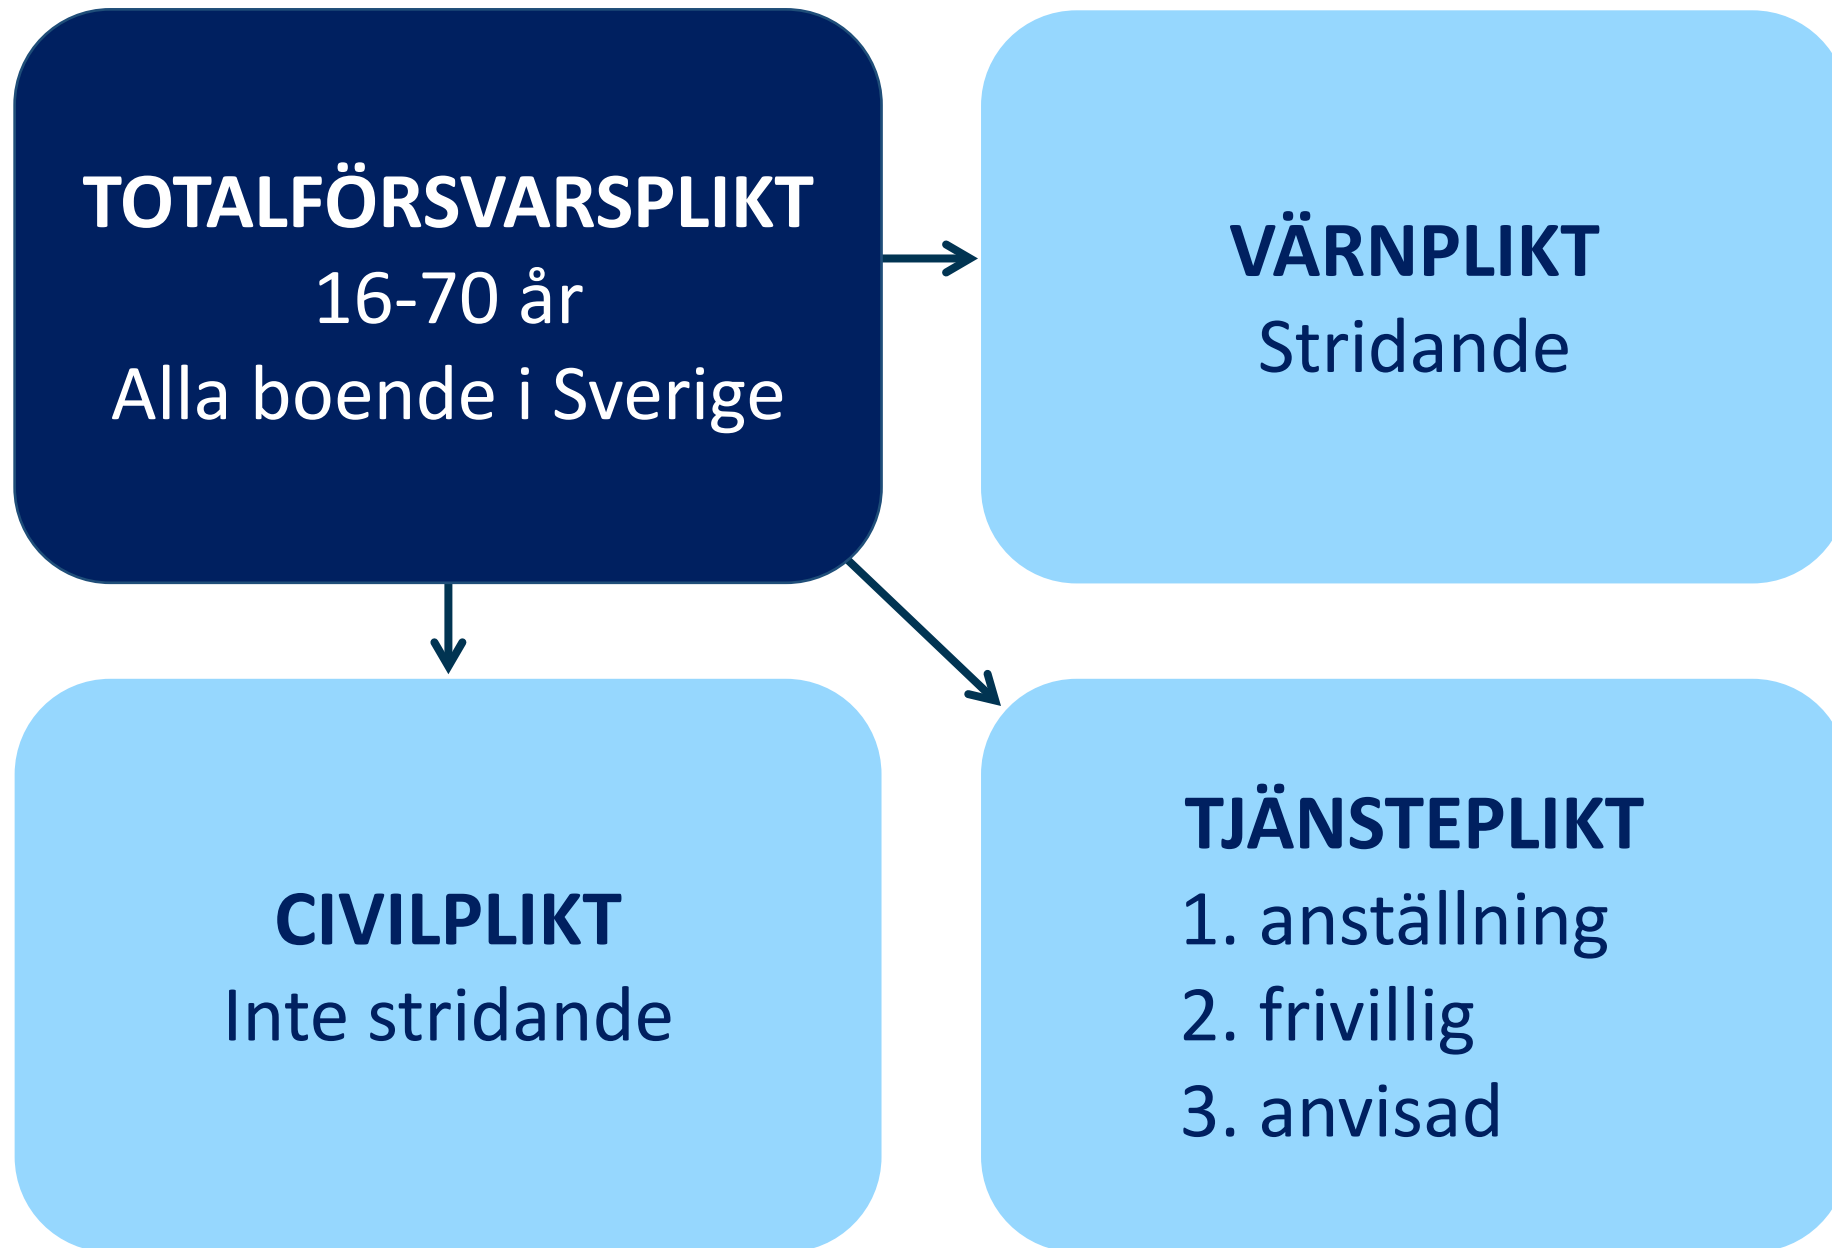 TOTALFÖRSVARSPLIKT
16-70 år
Alla boende i Sverige
VÄRNPLIKT
Stridande
CIVILPLIKT
Inte stridande
TJÄNSTEPLIKT
1. anställning
2. frivillig
3. anvisad